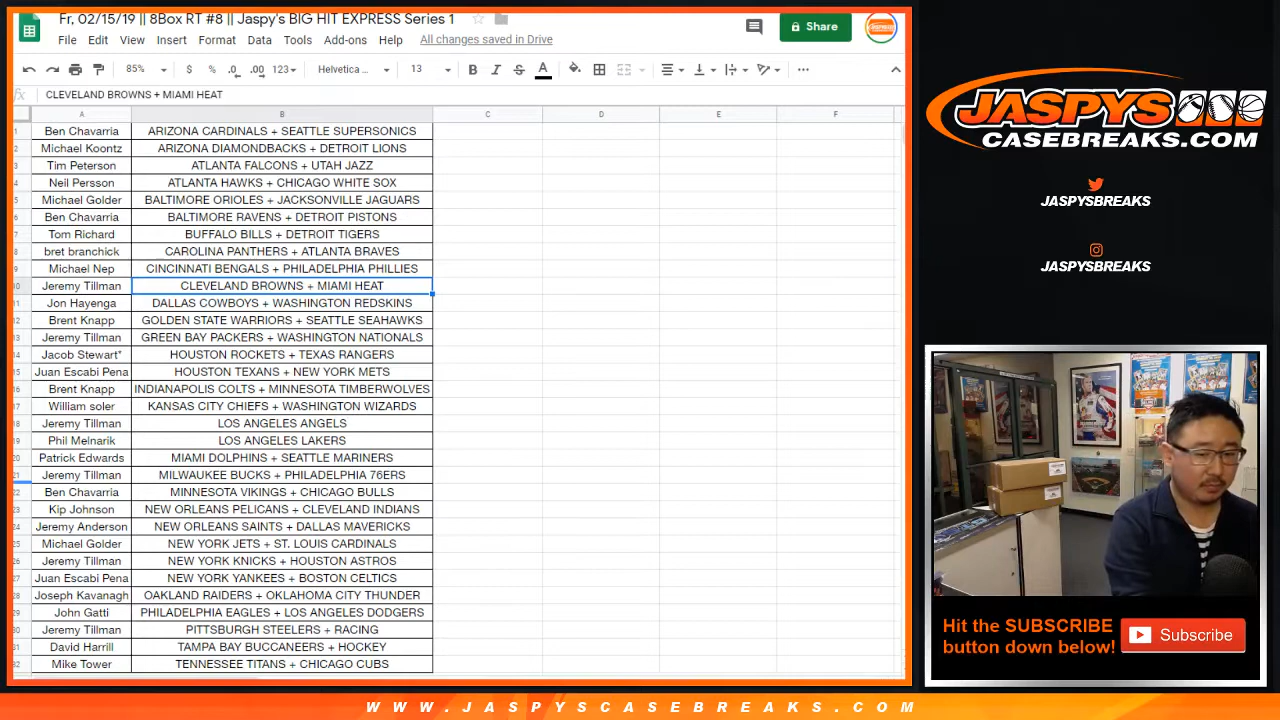 Fr, 02/15/19 || 8Box RT #8 || Jaspy's BIG HIT EXPRESS Series 1
Share
File Edit View Insert Format Data Tools Add-ons Help All changes saved in Drive
85% $ % .0 .00 123 Helvetica ... 13 B I S A
fx CLEVELAND BROWNS + MIAMI HEAT
A B C D E F
1 Ben Chavarria ARIZONA CARDINALS + SEATTLE SUPERSONICS
2 Michael Koontz ARIZONA DIAMONDBACKS + DETROIT LIONS
3 Tim Peterson ATLANTA FALCONS + UTAH JAZZ
4 Neil Persson ATLANTA HAWKS + CHICAGO WHITE SOX
5 Michael Golder BALTIMORE ORIOLES + JACKSONVILLE JAGUARS
6 Ben Chavarria BALTIMORE RAVENS + DETROIT PISTONS
7 Tom Richard BUFFALO BILLS + DETROIT TIGERS
8 bret branchick CAROLINA PANTHERS + ATLANTA BRAVES
9 Michael Nep CINCINNATI BENGALS + PHILADELPHIA PHILLIES
10 Jeremy Tillman CLEVELAND BROWNS + MIAMI HEAT
11 Jon Hayenga DALLAS COWBOYS + WASHINGTON REDSKINS
12 Brent Knapp GOLDEN STATE WARRIORS + SEATTLE SEAHAWKS
13 Jeremy Tillman GREEN BAY PACKERS + WASHINGTON NATIONALS
14 Jacob Stewart* HOUSTON ROCKETS + TEXAS RANGERS
15 Juan Escabi Pena HOUSTON TEXANS + NEW YORK METS
16 Brent Knapp INDIANAPOLIS COLTS + MINNESOTA TIMBERWOLVES
17 William soler KANSAS CITY CHIEFS + WASHINGTON WIZARDS
18 Jeremy Tillman LOS ANGELES ANGELS
19 Phil Melnarik LOS ANGELES LAKERS
20 Patrick Edwards MIAMI DOLPHINS + SEATTLE MARINERS
21 Jeremy Tillman MILWAUKEE BUCKS + PHILADELPHIA 76ERS
22 Ben Chavarria MINNESOTA VIKINGS + CHICAGO BULLS
23 Kip Johnson NEW ORLEANS PELICANS + CLEVELAND INDIANS
24 Jeremy Anderson NEW ORLEANS SAINTS + DALLAS MAVERICKS
25 Michael Golder NEW YORK JETS + ST. LOUIS CARDINALS
26 Jeremy Tillman NEW YORK KNICKS + HOUSTON ASTROS
27 Juan Escabi Pena NEW YORK YANKEES + BOSTON CELTICS
28 Joseph Kavanagh OAKLAND RAIDERS + OKLAHOMA CITY THUNDER
29 John Gatti PHILADELPHIA EAGLES + LOS ANGELES DODGERS
30 Jeremy Tillman PITTSBURGH STEELERS + RACING
31 David Harrill TAMPA BAY BUCCANEERS + HOCKEY
32 Mike Tower TENNESSEE TITANS + CHICAGO CUBS
JASPYS
CASEBREAKS.COM
JASPYSBREAKS
JASPYSBREAKS
Hit the SUBSCRIBE
button down below!
Subscribe
WWW.JASPYSCASEBREAKS.COM